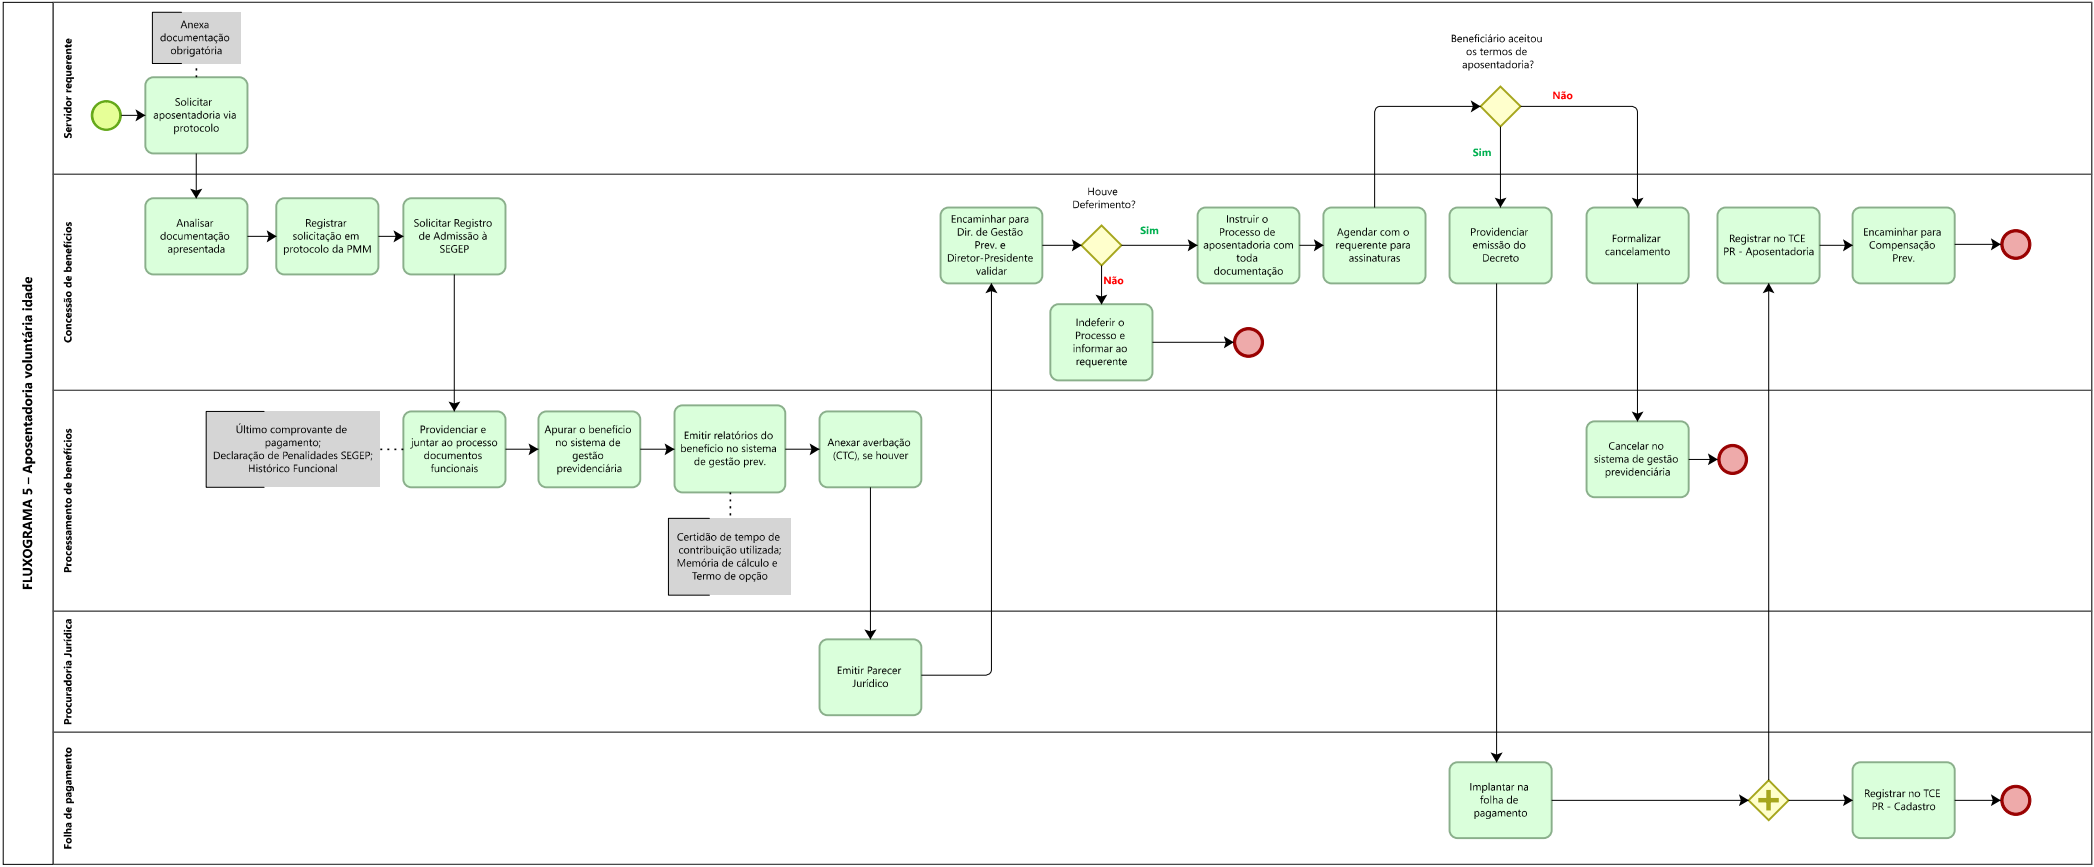 FLUXOGRAMA 5 – Aposentadoria voluntária idade
Servidor requerente
Anexa
documentação
obrigatória
Solicitar
aposentadoria via
protocolo
Beneficiário aceitou
os termos de
aposentadoria?
Não
Sim
Concessão de benefícios
Analisar
documentação
apresentada
Registrar
solicitação em
protocolo da PMM
Solicitar Registro
de Admissão à
SEGEP
Encaminhar para
Dir. de Gestão
Prev. e
Diretor-Presidente
validar
Houve
Deferimento?
Sim
Não
Indeferir o
Processo e
informar ao
requerente
Instruir o
Processo de
aposentadoria com
toda
documentação
Agendar com o
requerente para
assinaturas
Providenciar
emissão do
Decreto
Formalizar
cancelamento
Registrar no TCE
PR - Aposentadoria
Encaminhar para
Compensação
Prev.
Processamento de benefícios
Último comprovante de
pagamento;
Declaração de Penalidades SEGEP;
Histórico Funcional
Providenciar e
juntar ao processo
documentos
funcionais
Apurar o benefício
no sistema de
gestão
previdenciária
Emitir relatórios do
benefício no sistema
de gestão prev.
Certidão de tempo de
contribuição utilizada;
Memória de cálculo e
Termo de opção
Anexar averbação
(CTC), se houver
Cancelar no
sistema de gestão
previdenciária
Procuradoria Jurídica
Emitir Parecer
Jurídico
Folha de pagamento
Implantar na
folha de
pagamento
Registrar no TCE
PR - Cadastro